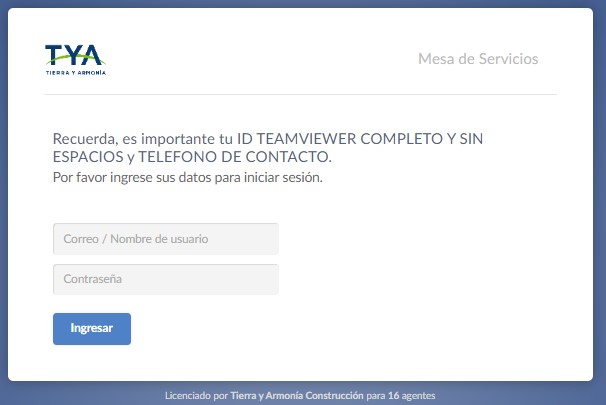 TYA
TIERRA Y ARMONÍA
Mesa de Servicios
Recuerda, es importante tu ID TEAMVIEWER COMPLETO Y SIN
ESPACIOS y TELEFONO DE CONTACTO.
Por favor ingrese sus datos para iniciar sesión.
Correo / Nombre de usuario
Contraseña
Ingresar
Licenciado por Tierra y Armonía Construcción para 16 agentes